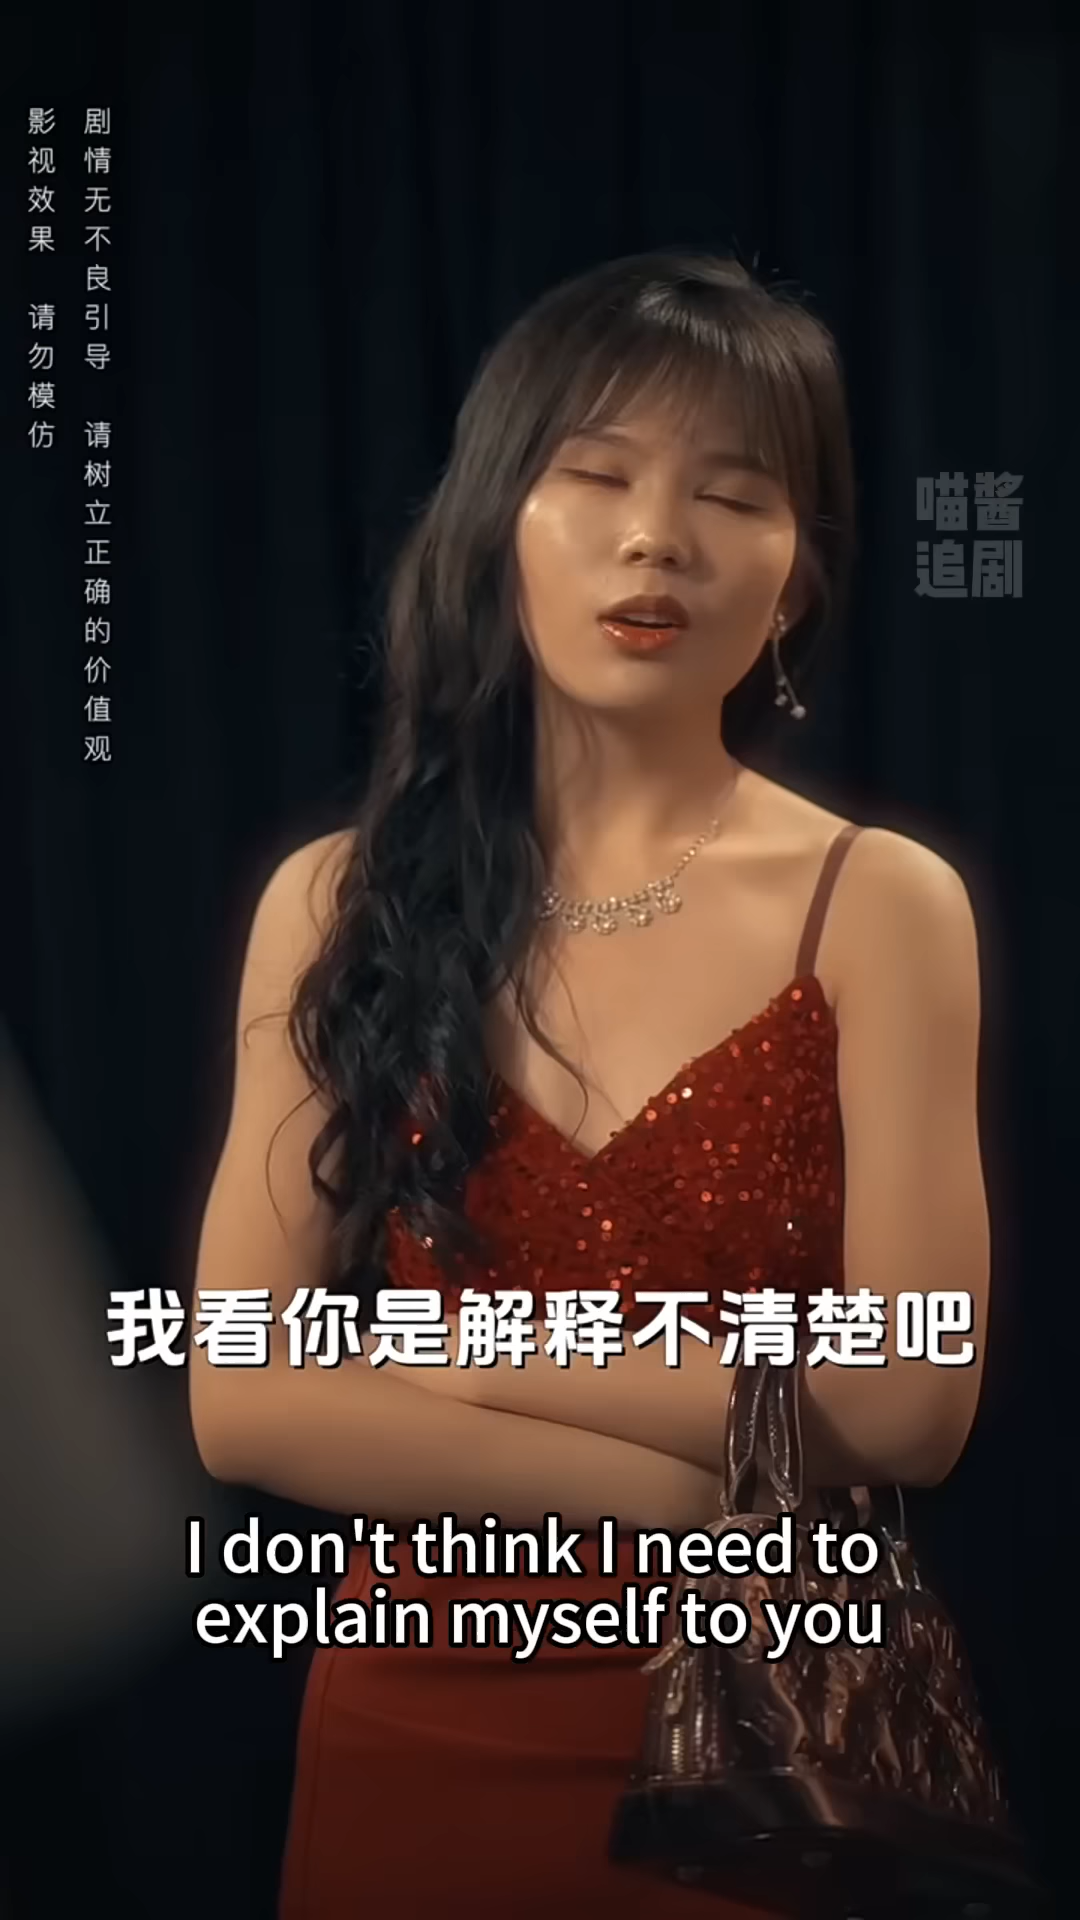 剧情无不良引导 请树立正确的价值观
影视效果 请勿模仿
喵酱
追剧
我看你是解释不清楚吧
I don't think I need to
explain myself to you